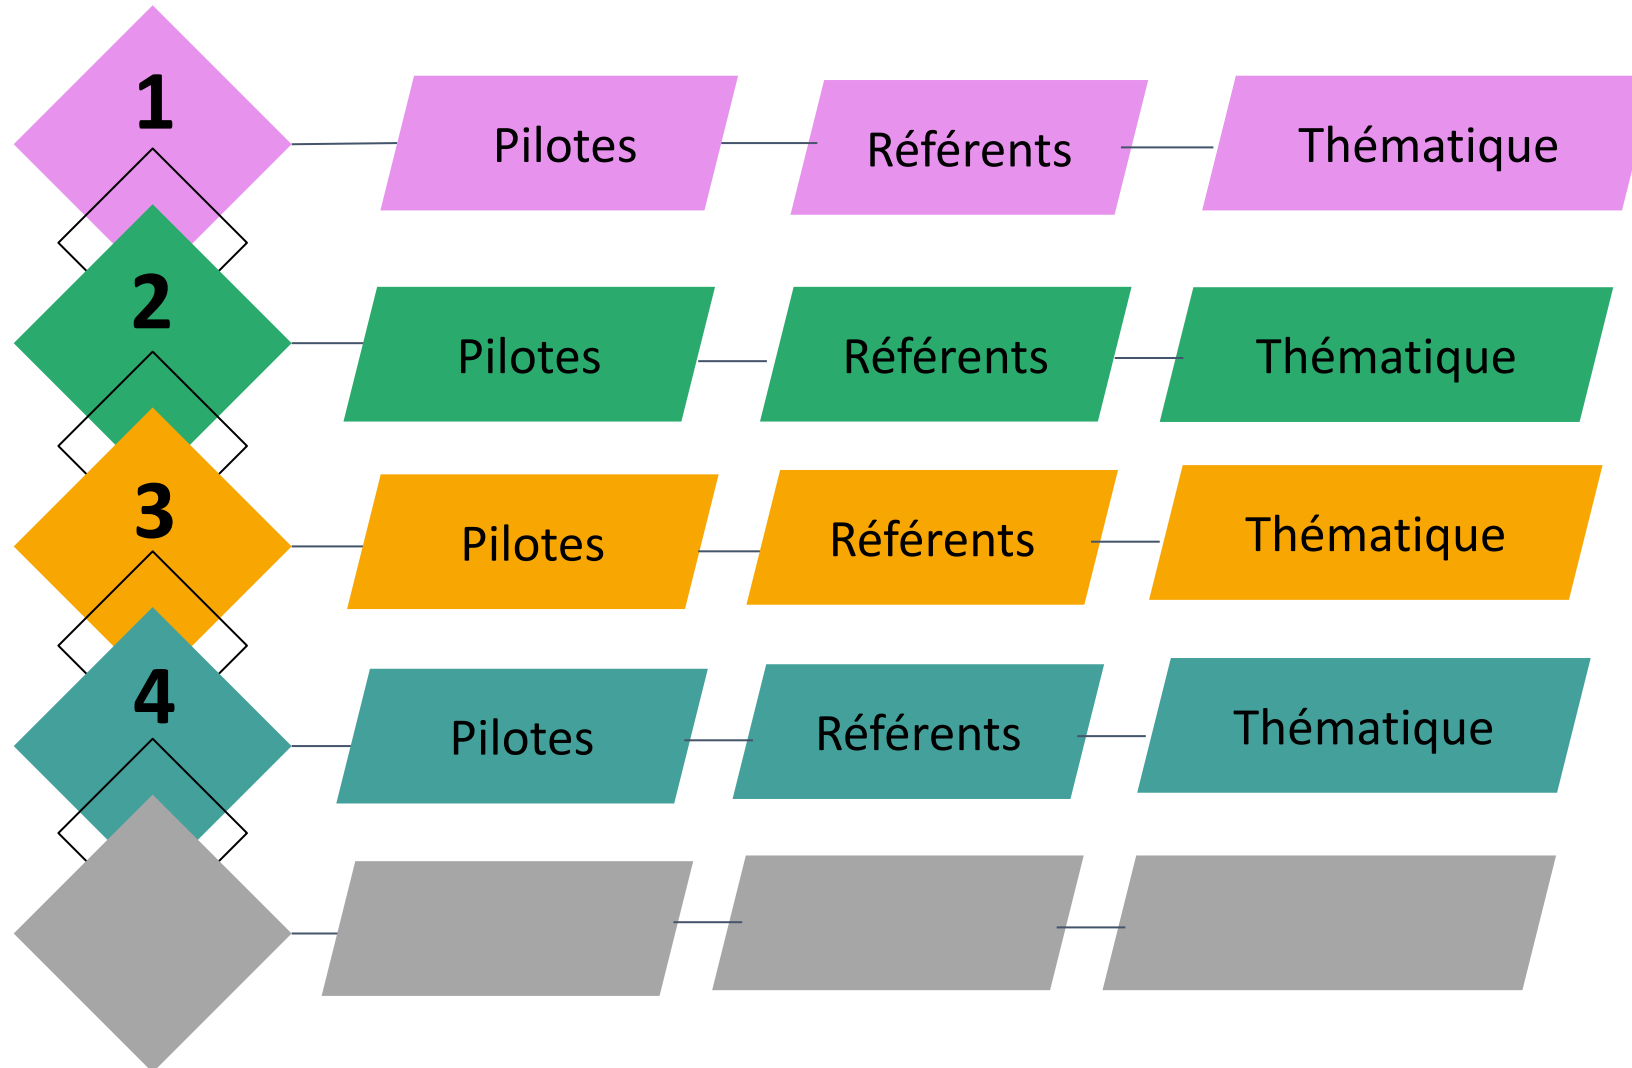 1
Pilotes
Référents
Thématique
2
Pilotes
Référents
Thématique
3
Pilotes
Référents
Thématique
4
Pilotes
Référents
Thématique